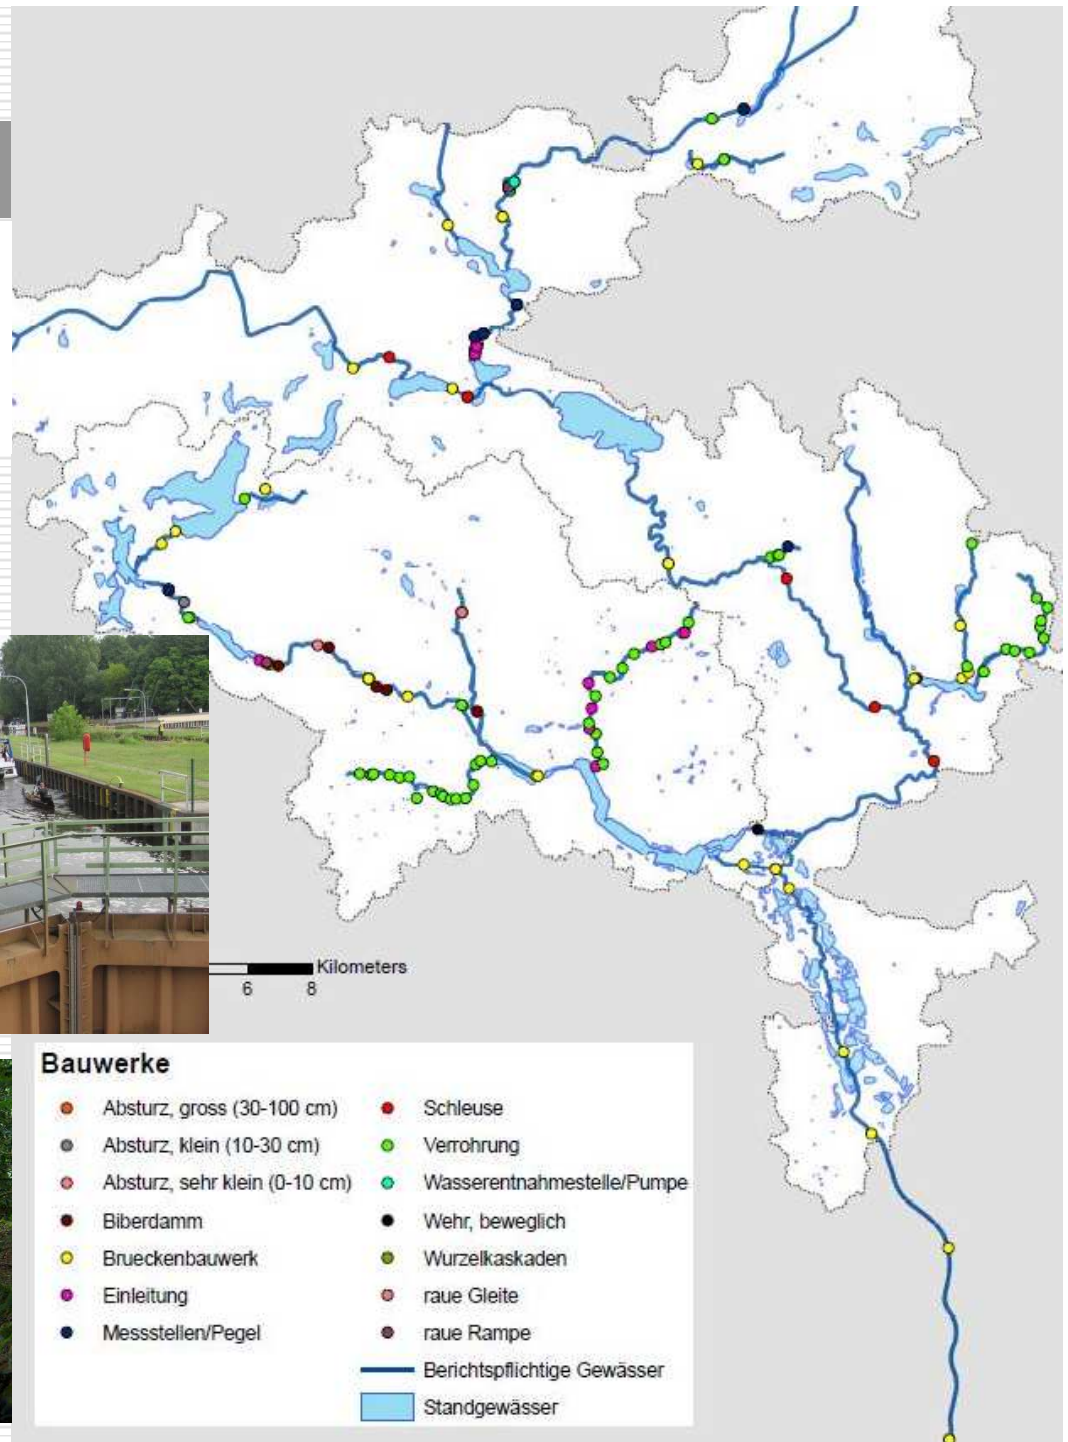 Kilometers
6 8
Bauwerke
Absturz, gross (30-100 cm)
Absturz, klein (10-30 cm)
Absturz, sehr klein (0-10 cm)
Biberdamm
Brueckenbauwerk
Einleitung
Messstellen/Pegel
Schleuse
Verrohrung
Wasserentnahmestelle/Pumpe
Wehr, beweglich
Wurzelkaskaden
raue Gleite
raue Rampe
Berichtspflichtige Gewässer
Standgewässer